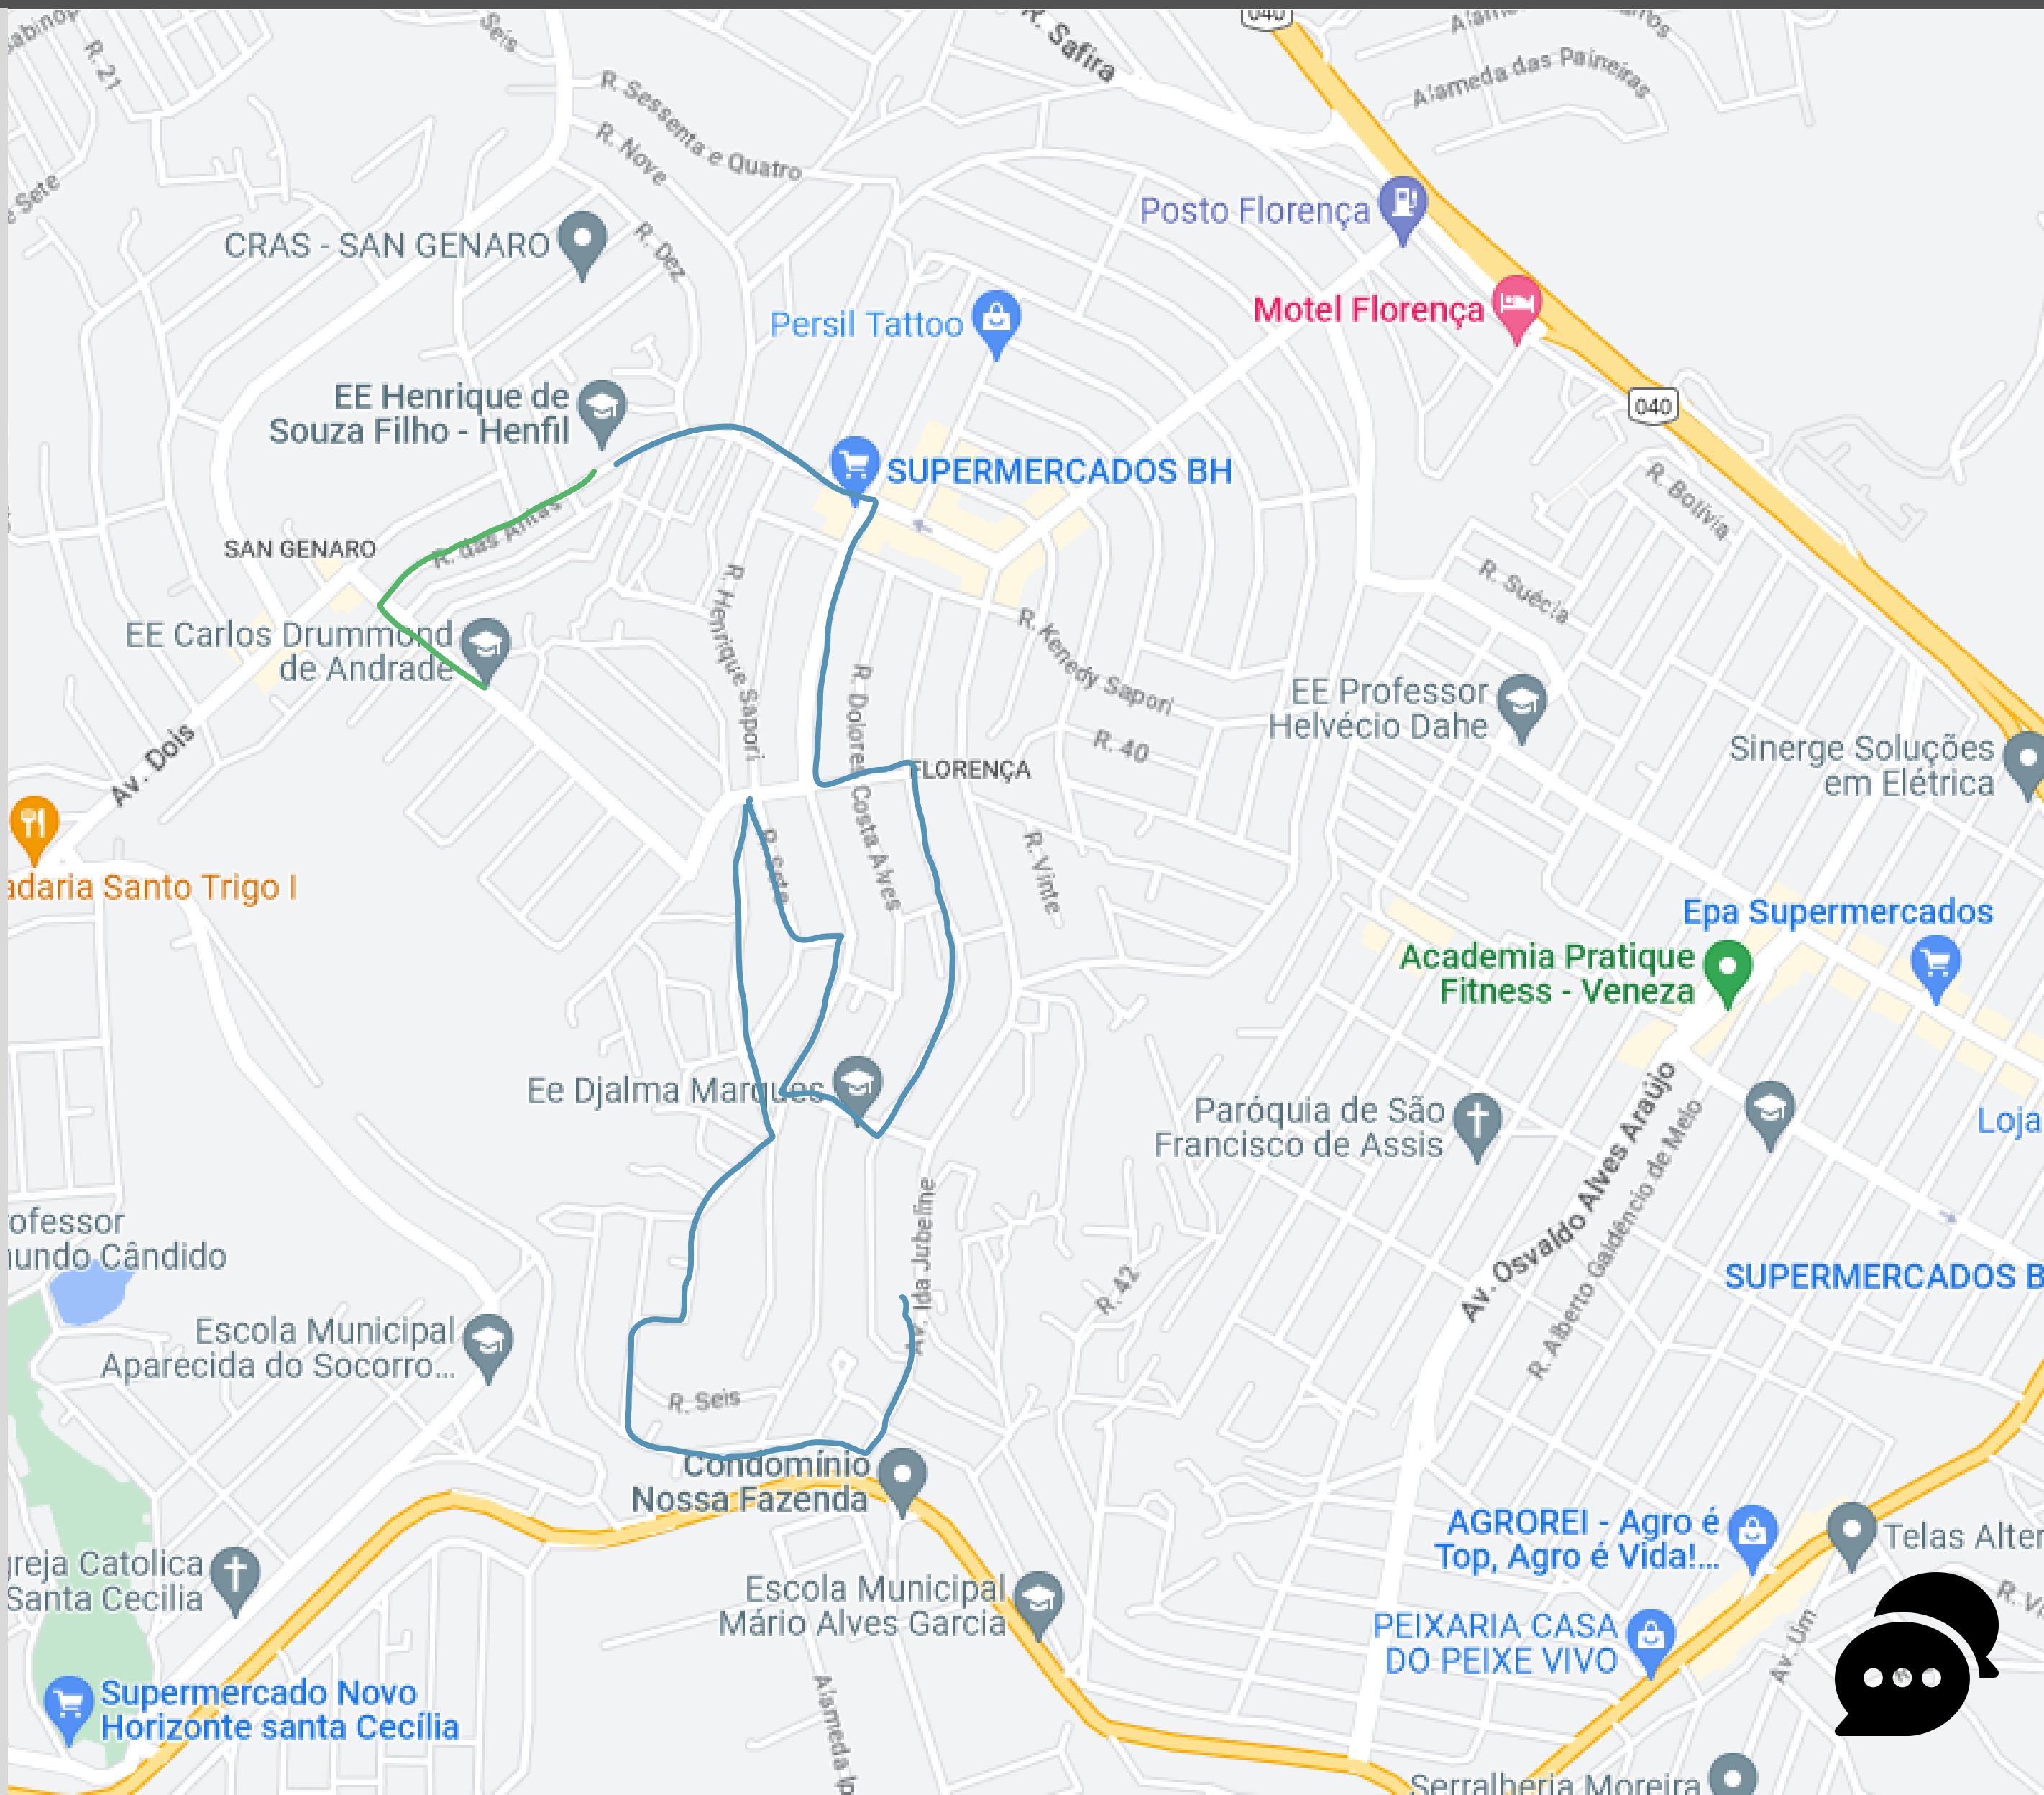 R. 21
Seis
R. Safira
040
Alameda das Paineiras
R. Sessenta e Quatro
R. Nove
Sete
Posto Florença
CRAS - SAN GENARO
R. Dez
Motel Florença
Persil Tattoo
EE Henrique de
Souza Filho - Henfil
040
SUPERMERCADOS BH
R. Bolívia
SAN GENARO
R. das Antas
R. Suécia
R. Henrique Sapori
EE Carlos Drummond
de Andrade
R. Kenedy Sapori
R. Dolores Costa Alves
EE Professor
Helvécio Dahe
R. 40
Sinerge Soluções
em Elétrica
Av. Dois
FLORENÇA
R. Sete
R. Vinte
adaria Santo Trigo I
Epa Supermercados
Academia Pratique
Fitness - Veneza
Ee Djalma Marques
Paróquia de São
Francisco de Assis
Av. Osvaldo Alves Araújo
R. Alberto Galdêncio de Melo
Loja
ofessor
undo Cândido
Av. Ida Jubeline
R. 42
SUPERMERCADOS B
Escola Municipal
Aparecida do Socorro...
R. Seis
Condomínio
Nossa Fazenda
AGROREI - Agro é
Top, Agro é Vida!...
Telas Alter
greja Catolica
Santa Cecilia
Escola Municipal
Mário Alves Garcia
PEIXARIA CASA
DO PEIXE VIVO
Av. Um
Supermercado Novo
Horizonte santa Cecília
Alameda Ip
Serralheria Moreira